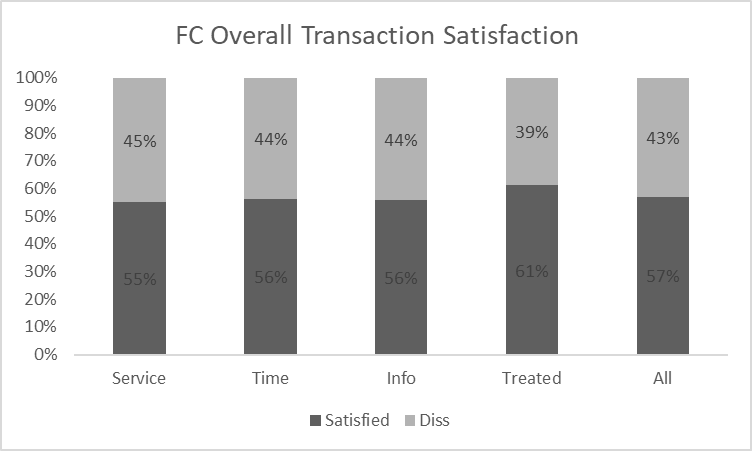 FC Overall Transaction Satisfaction
100%
90%
80%
70%
60%
50%
40%
30%
20%
10%
0%
45% 44% 44% 39% 43%
55% 56% 56% 61% 57%
Service Time Info Treated All
Satisfied Diss